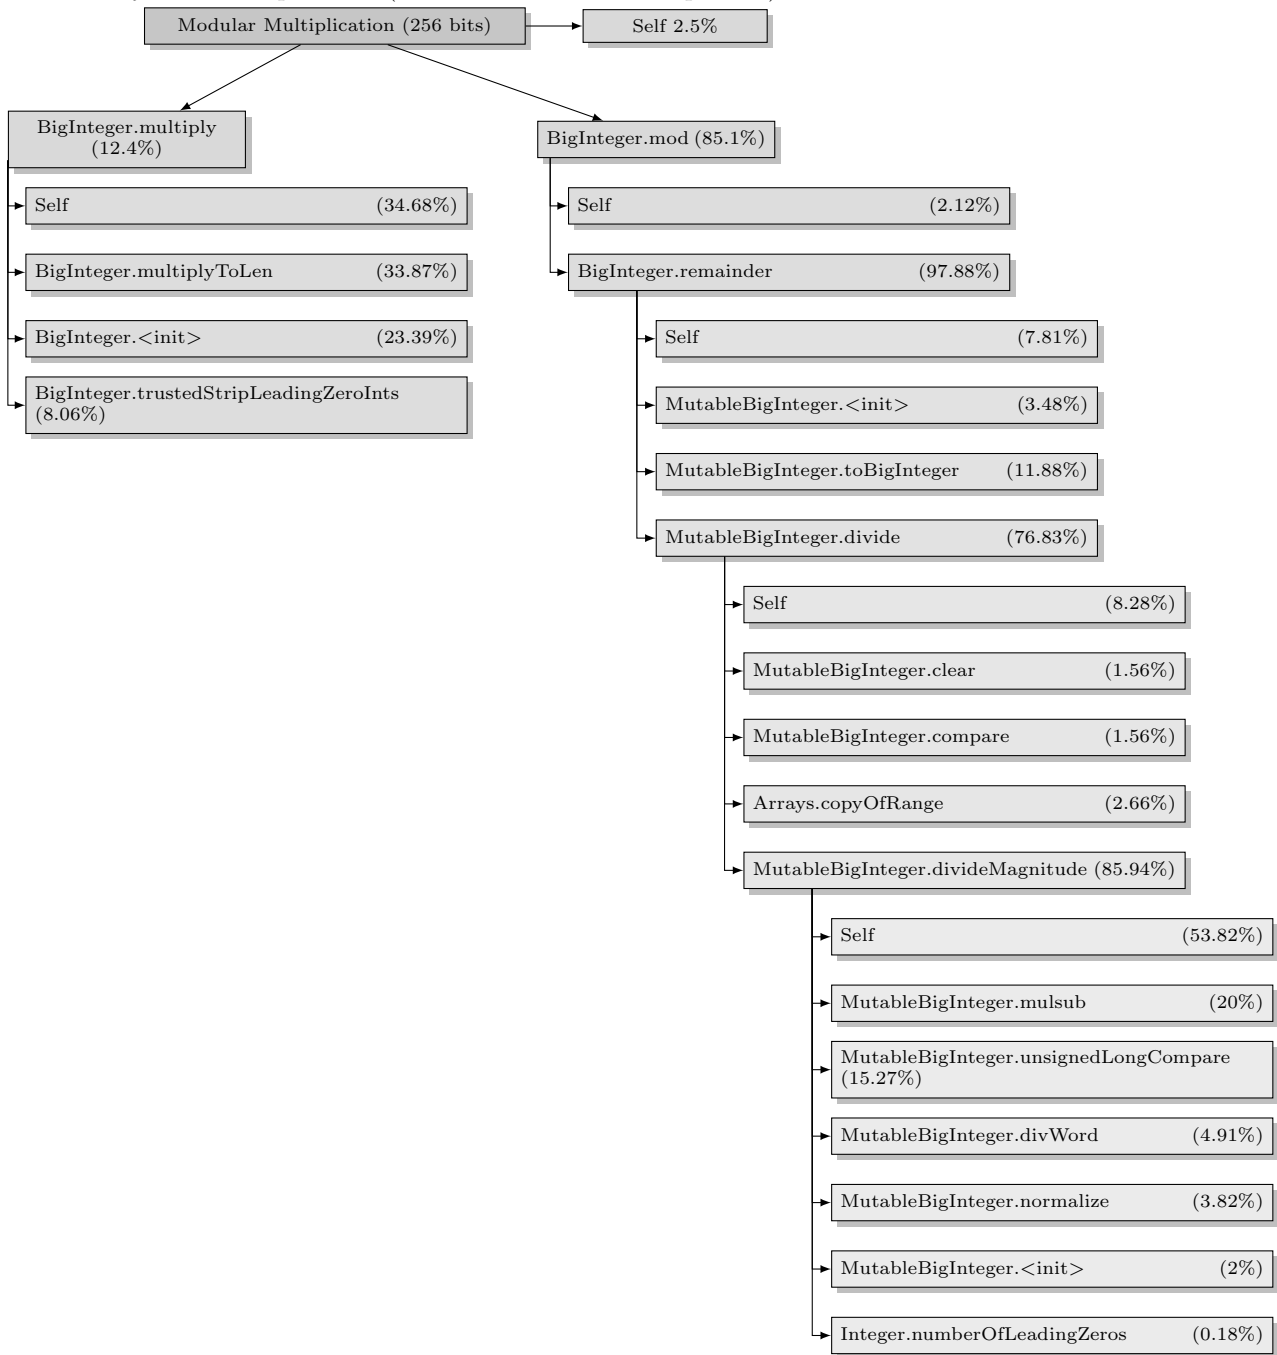 Modular Multiplication (256 bits)
Self 2.5%
BigInteger.multiply
(12.4%)
BigInteger.mod (85.1%)
Self (34.68%)
BigInteger.multiplyToLen (33.87%)
BigInteger.<init> (23.39%)
BigInteger.trustedStripLeadingZeroInts
(8.06%)
Self (2.12%)
BigInteger.remainder (97.88%)
Self (7.81%)
MutableBigInteger.<init> (3.48%)
MutableBigInteger.toBigInteger (11.88%)
MutableBigInteger.divide (76.83%)
Self (8.28%)
MutableBigInteger.clear (1.56%)
MutableBigInteger.compare (1.56%)
Arrays.copyOfRange (2.66%)
MutableBigInteger.divideMagnitude (85.94%)
Self (53.82%)
MutableBigInteger.mulsub (20%)
MutableBigInteger.unsignedLongCompare
(15.27%)
MutableBigInteger.divWord (4.91%)
MutableBigInteger.normalize (3.82%)
MutableBigInteger.<init> (2%)
Integer.numberOfLeadingZeros (0.18%)